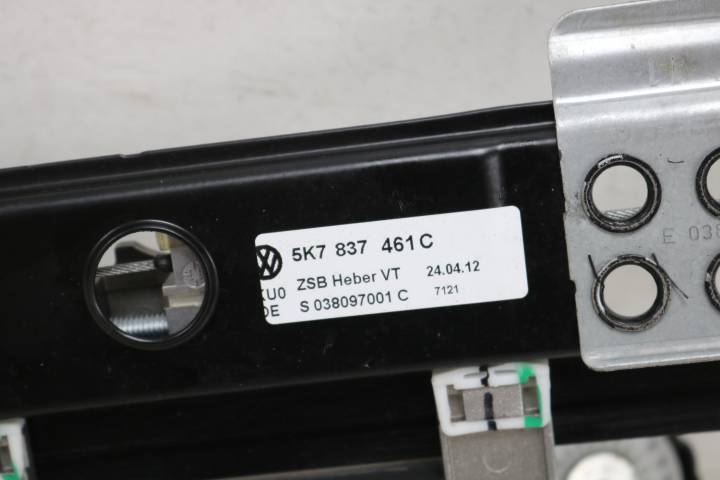 5K7 837 461 C
ZSB Heber VT 24.04.12
S 038097001 C 7121
E 038